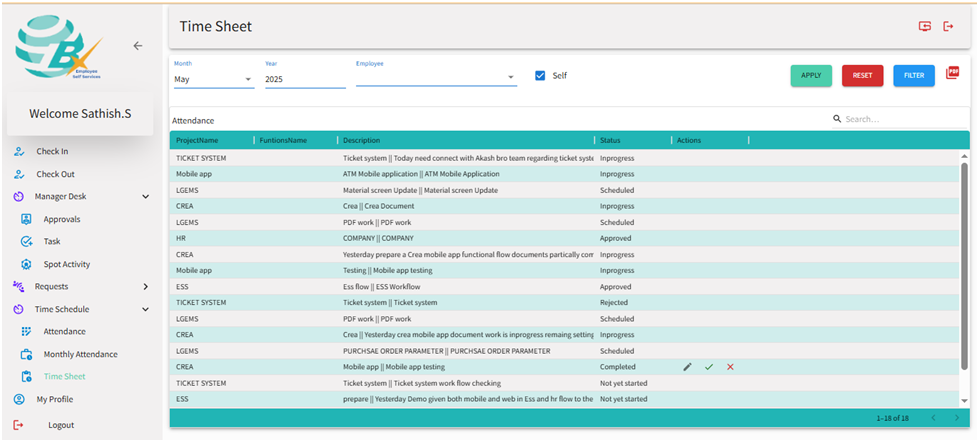 Time Sheet
TBX
Employee
Self Services
Month
Year
Employee
May
2025
Self
APPLY
RESET
FILTER
PDF
Welcome Sathish.S
Attendance
Search...
ProjectName FuntionsName Description Status Actions
TICKET SYSTEM Ticket system || Today need connect with Akash bro team regarding ticket syste Inprogress
Mobile app ATM Mobile application || ATM Mobile Application Inprogress
LGEMS Material screen Update || Material screen Update Scheduled
CREA Crea || Crea Document Inprogress
LGEMS PDF work || PDF work Scheduled
HR COMPANY || COMPANY Approved
CREA Yesterday prepare a Crea mobile app functional flow documents partically com Inprogress
Mobile app Testing || Mobile app testing Inprogress
ESS Ess flow || ESS Workflow Approved
TICKET SYSTEM Ticket system || Ticket system Rejected
LGEMS PDF work || PDF work Scheduled
CREA Crea || Yesterday crea mobile app document work is inprogress remaing setting Inprogress
LGEMS PURCHSAE ORDER PARAMETER || PURCHSAE ORDER PARAMETER Scheduled
CREA Mobile app || Mobile app testing Completed
TICKET SYSTEM Ticket system || Ticket system work flow checking Not yet started
ESS prepare || Yesterday Demo given both mobile and web in Ess and hr flow to the Not yet started
1–18 of 18
Check In
Check Out
Manager Desk
Approvals
Task
Spot Activity
Requests
Time Schedule
Attendance
Monthly Attendance
Time Sheet
My Profile
Logout